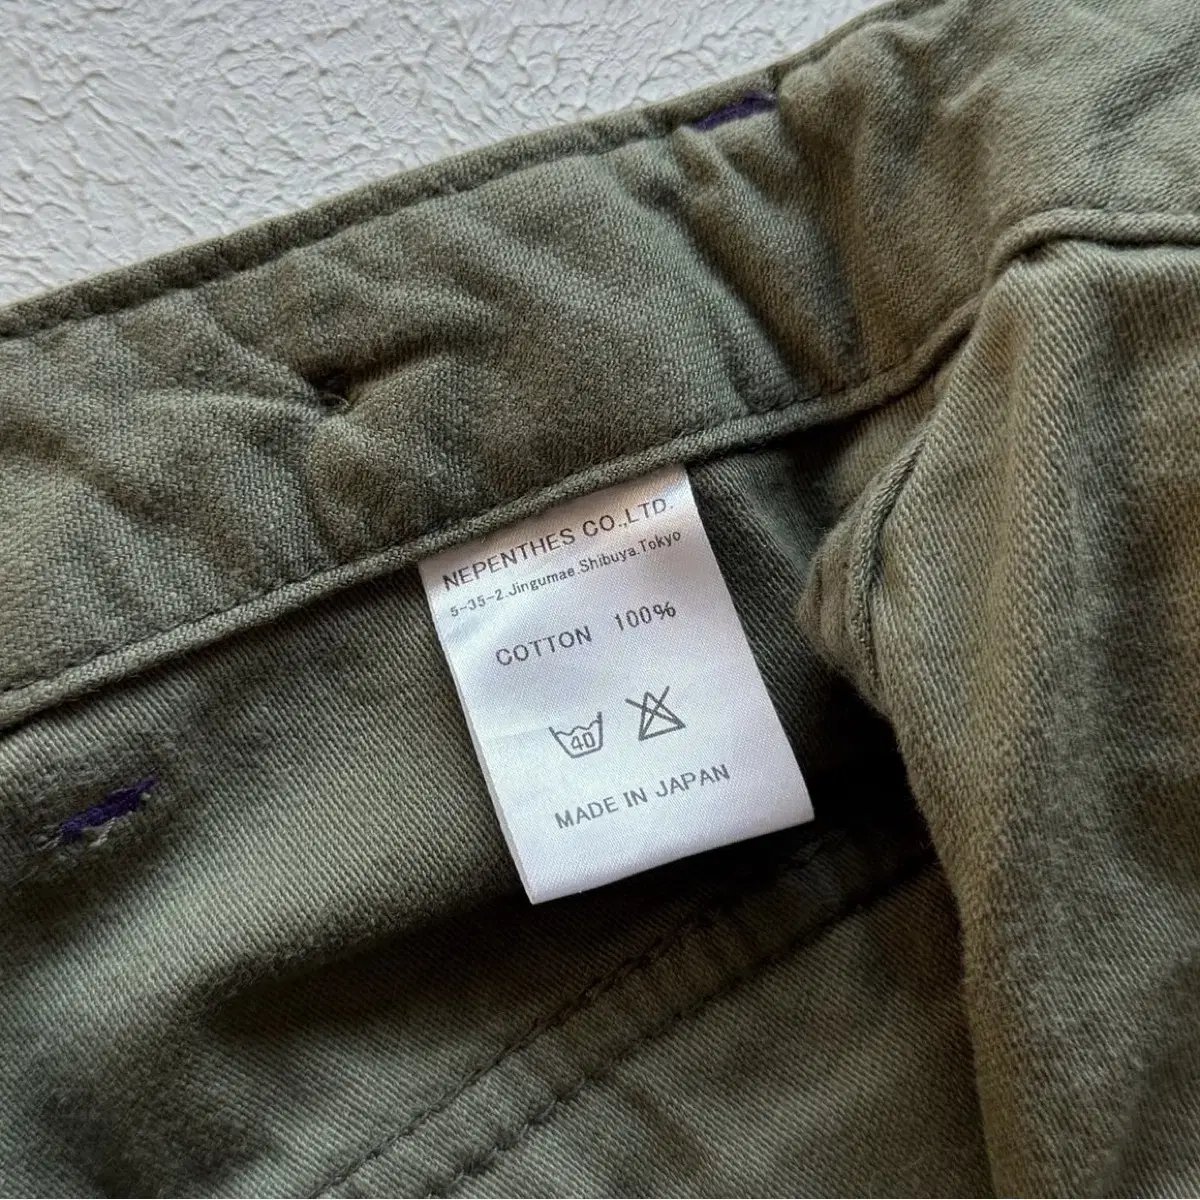 NEPENTHES CO.,LTD.
5-35-2.Jingumae.Shibuya.Tokyo
COTTON 100%
40
MADE IN JAPAN